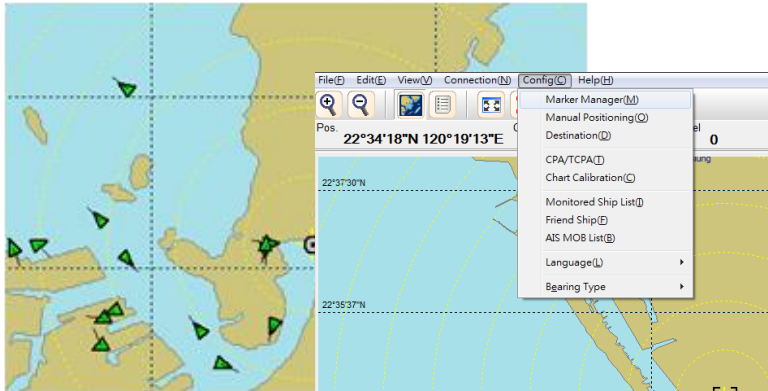 File(F) Edit(E) View(V) Connection(N) Config(C) Help(H)
Pos.
22°34'18"N 120°19'13"E
0
Marker Manager(M)
Manual Positioning(O)
Destination(D)
CPA/TCPA(T)
Chart Calibration(C)
Monitored Ship List(I)
Friend Ship(F)
AIS MOB List(B)
Language(L)
Bearing Type
22°37'30"N
22°35'37"N